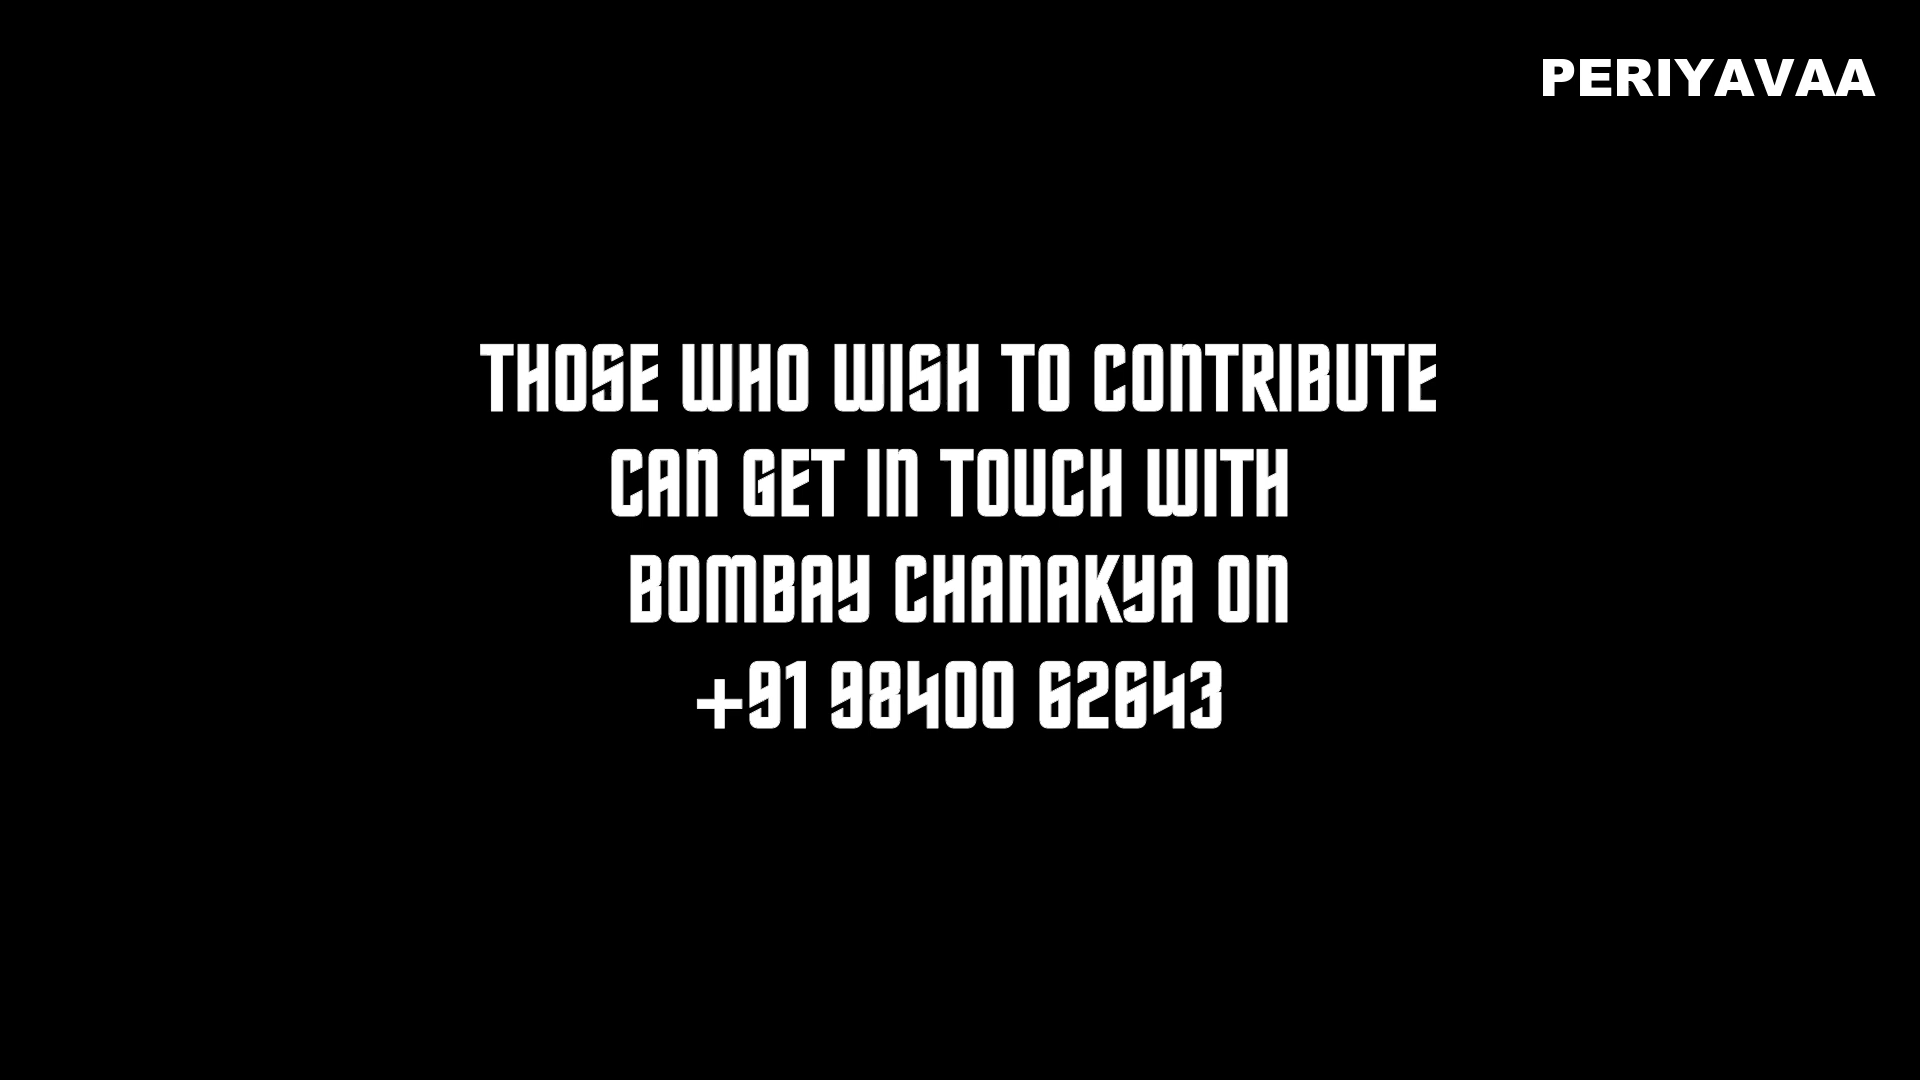 PERIYAVAA
THOSE WHO WISH TO CONTRIBUTE
CAN GET IN TOUCH WITH
BOMBAY CHANAKYA ON
+91 98400 62643